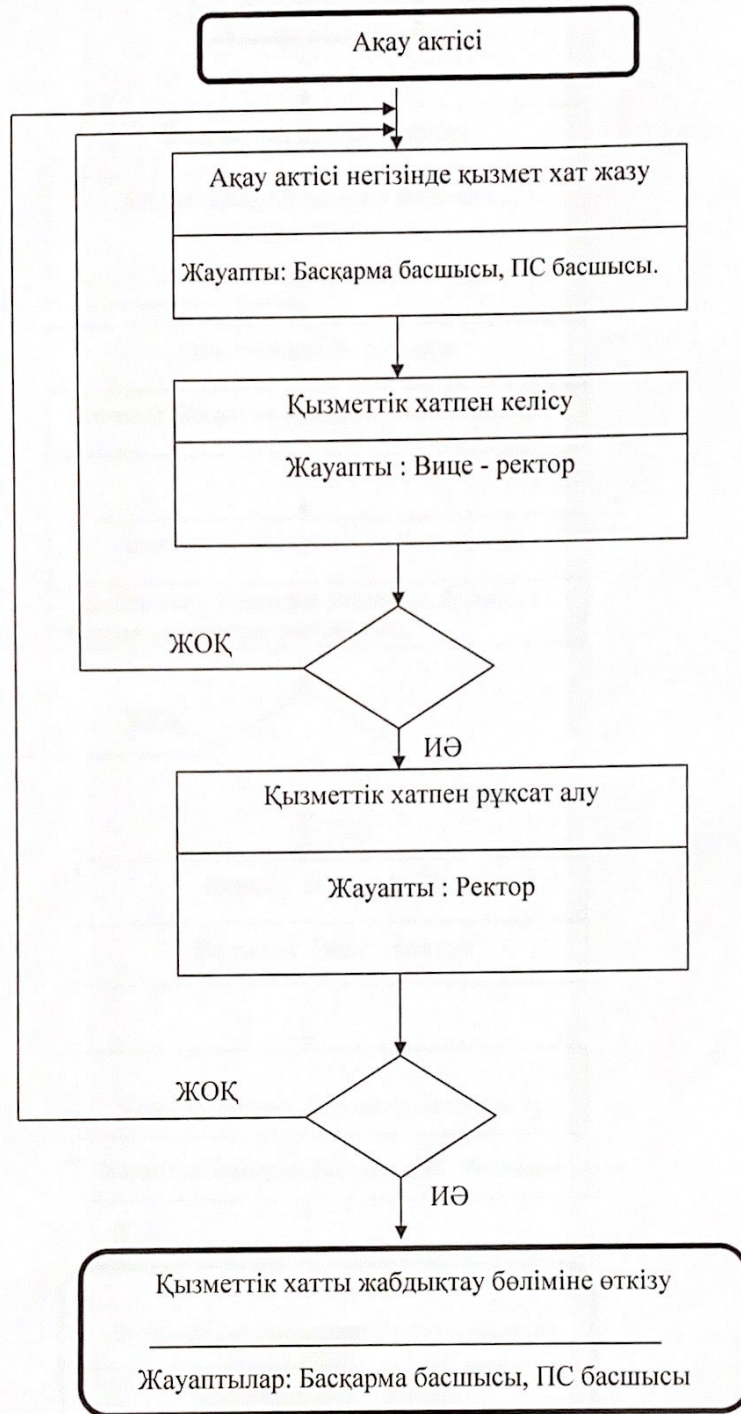 Ақау актісі
Ақау актісі негізінде қызмет хат жазу
Жауапты: Басқарма басшысы, ПС басшысы.
Қызметтік хатпен келісу
Жауапты : Вице - ректор
ЖОҚ
ИӘ
Қызметтік хатпен рұқсат алу
Жауапты : Ректор
ЖОҚ
ИӘ
Қызметтік хатты жабдықтау бөліміне өткізу
Жауаптылар: Басқарма басшысы, ПС басшысы